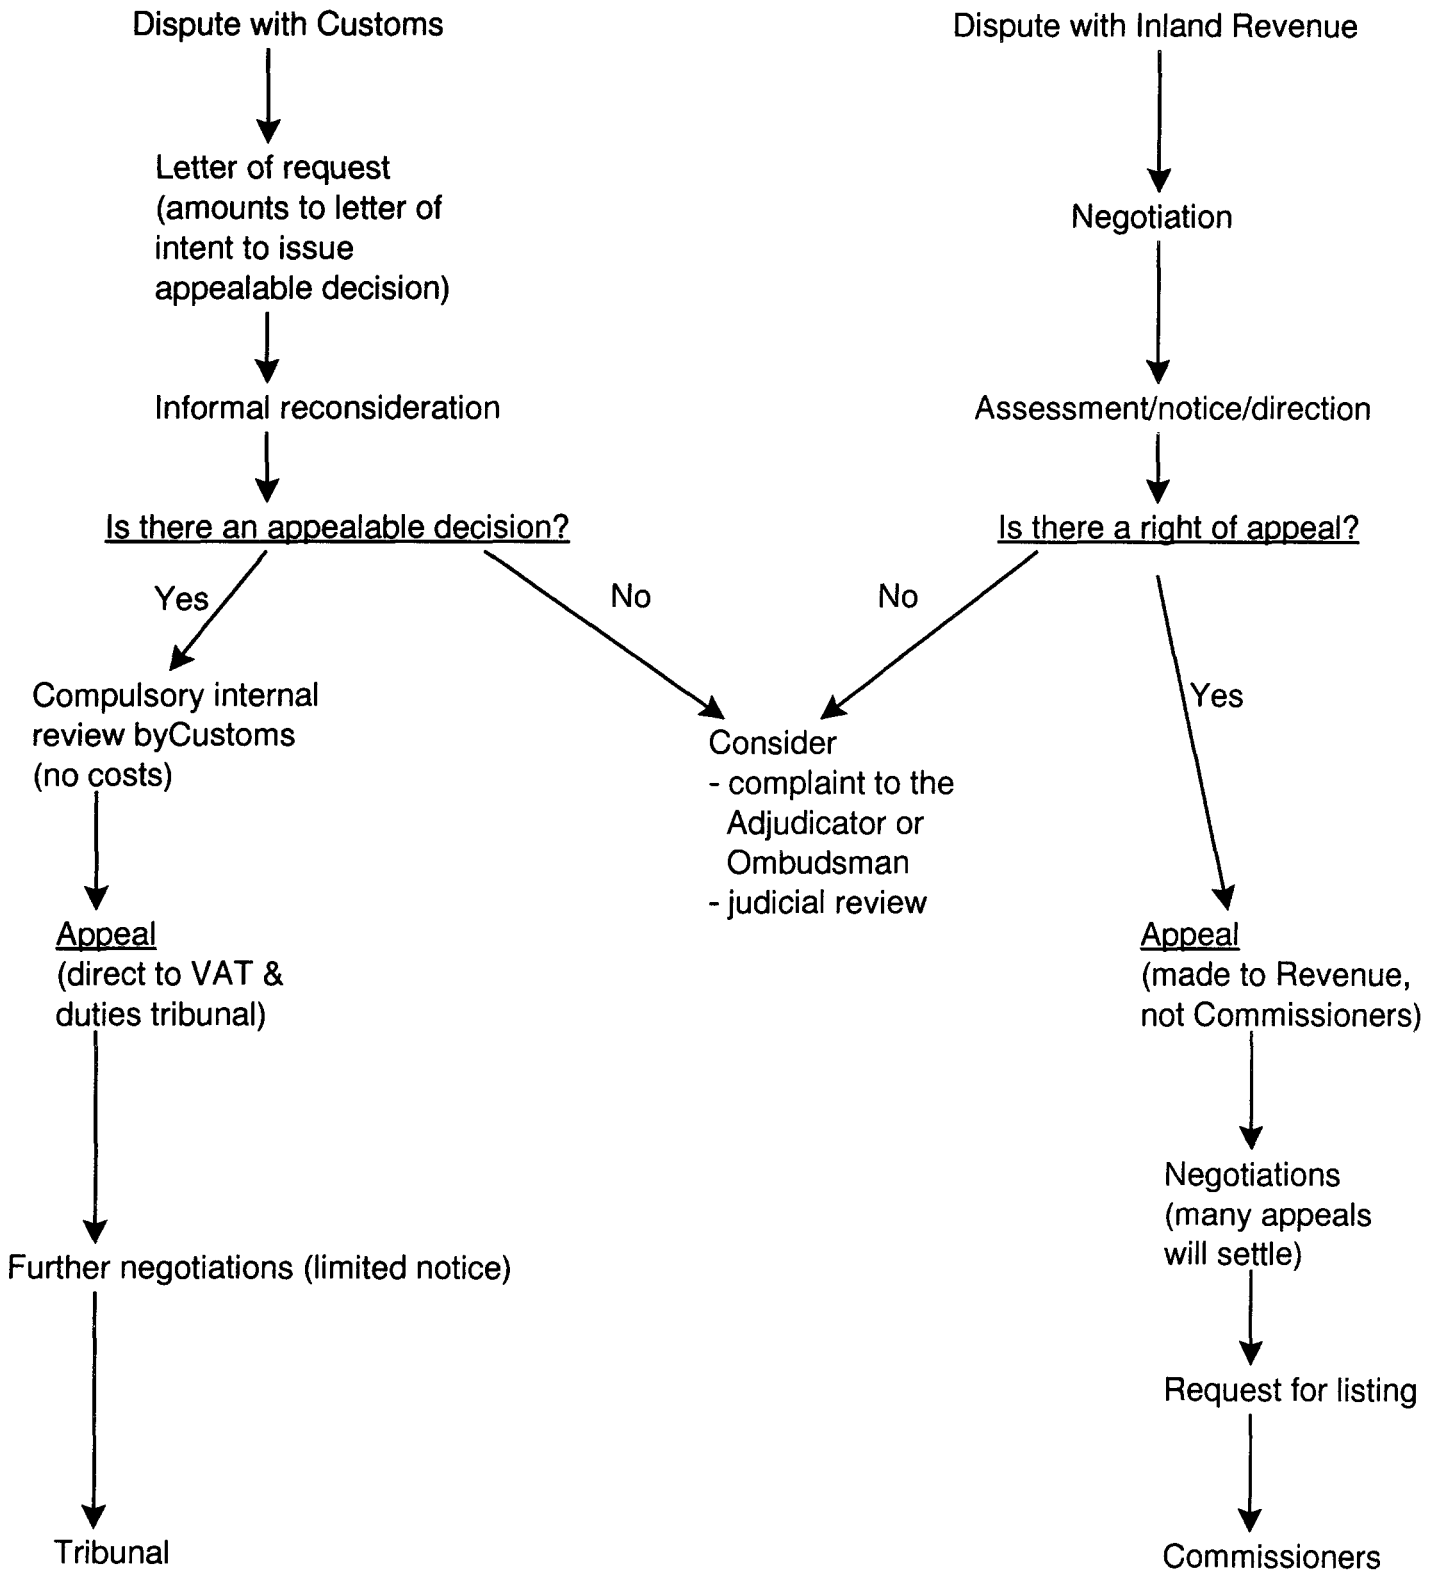 Dispute with Customs
Letter of request
(amounts to letter of
intent to issue
appealable decision)
Informal reconsideration
Is there an appealable decision?
Yes
No
Compulsory internal
review byCustoms
(no costs)
Appeal
(direct to VAT &
duties tribunal)
Further negotiations (limited notice)
Tribunal
Consider
- complaint to the
Adjudicator or
Ombudsman
- judicial review
Dispute with Inland Revenue
Negotiation
Assessment/notice/direction
Is there a right of appeal?
No
Yes
Appeal
(made to Revenue,
not Commissioners)
Negotiations
(many appeals
will settle)
Request for listing
Commissioners